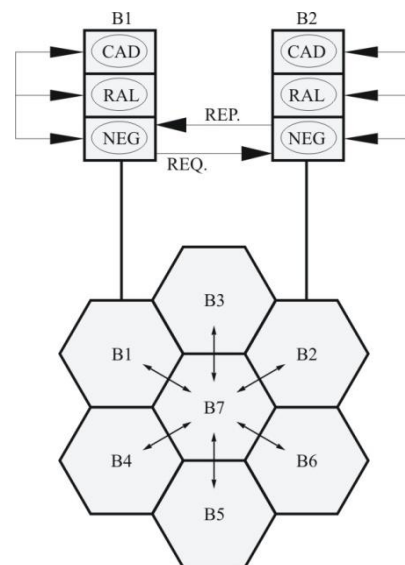 B1 B2
CAD CAD
RAL RAL
REP.
NEG NEG
REQ.
B3
B1 B2
B7
B4 B6
B5